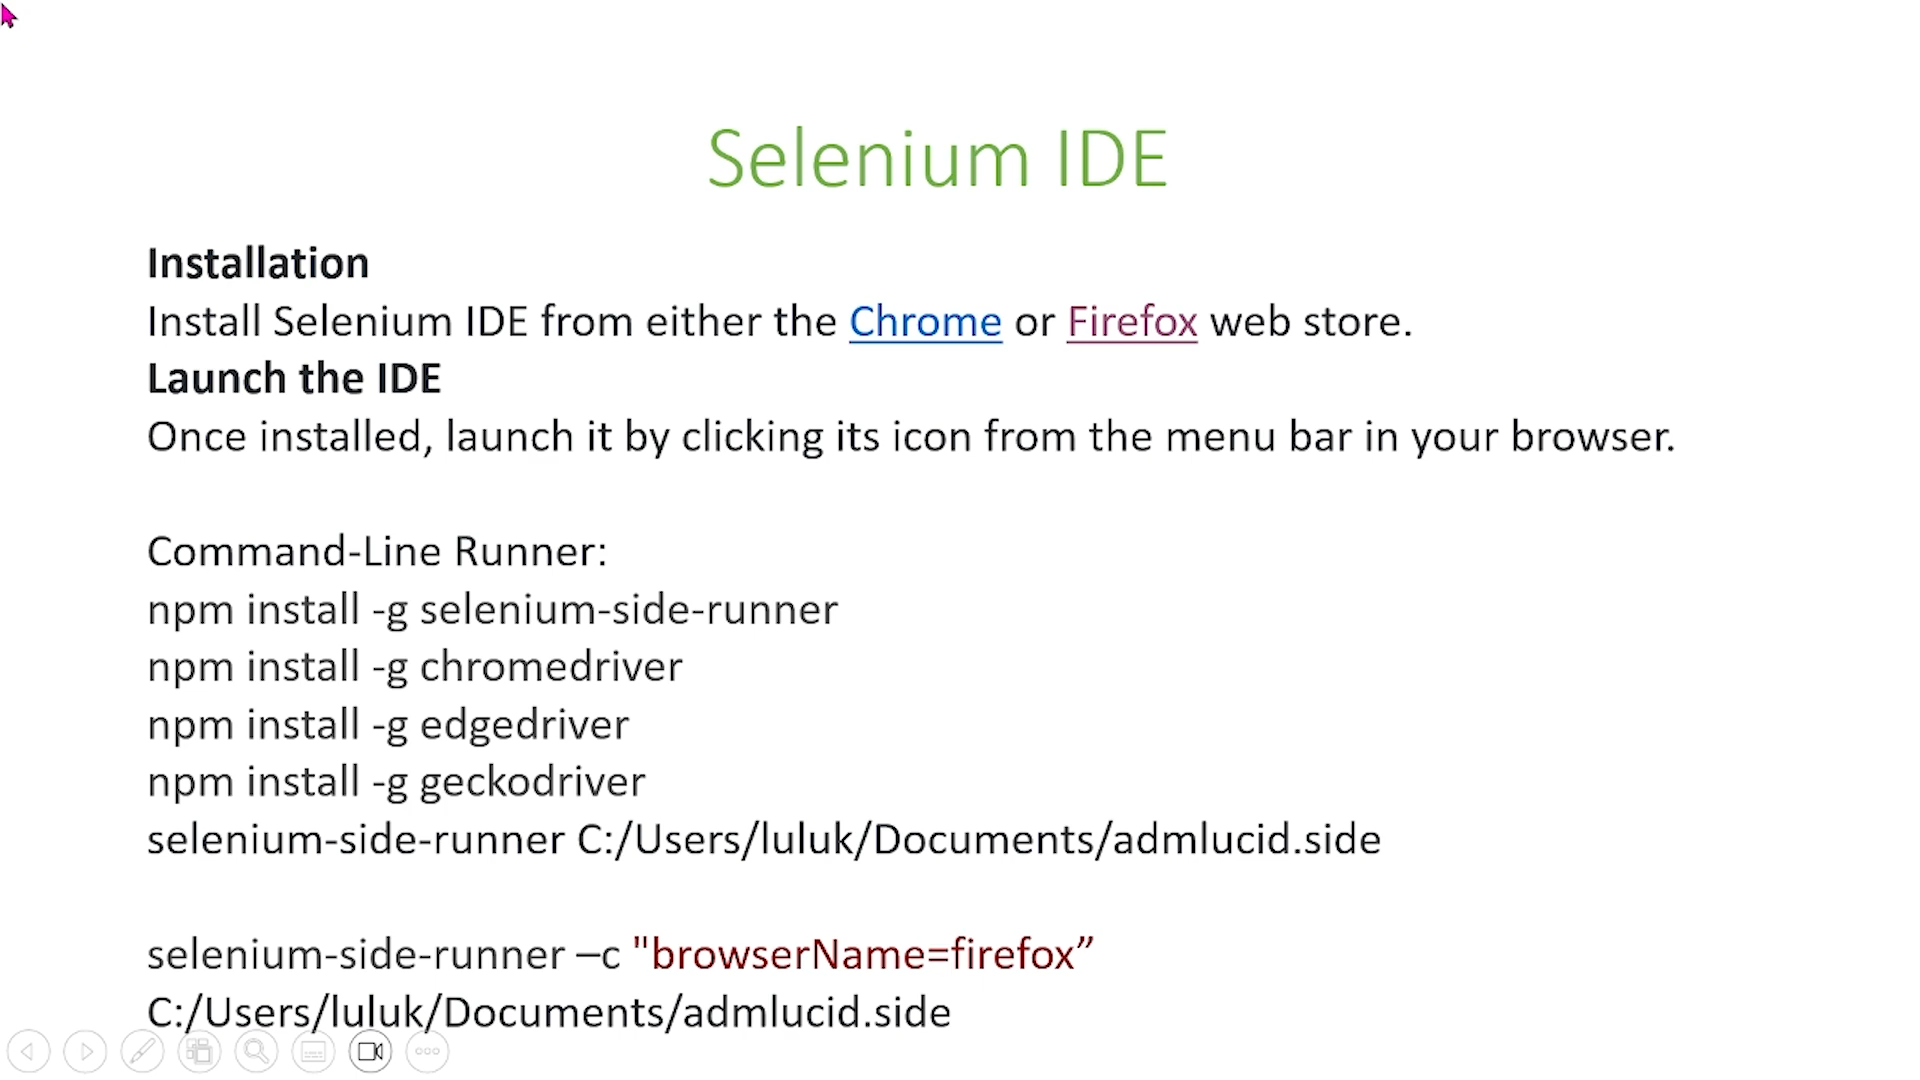 Selenium IDE
Installation
Install Selenium IDE from either the Chrome or Firefox web store.
Launch the IDE
Once installed, launch it by clicking its icon from the menu bar in your browser.
Command-Line Runner:
npm install -g selenium-side-runner
npm install -g chromedriver
npm install -g edgedriver
npm install -g geckodriver
selenium-side-runner C:/Users/luluk/Documents/admlucid.side
selenium-side-runner –c "browserName=firefox”
C:/Users/luluk/Documents/admlucid.side